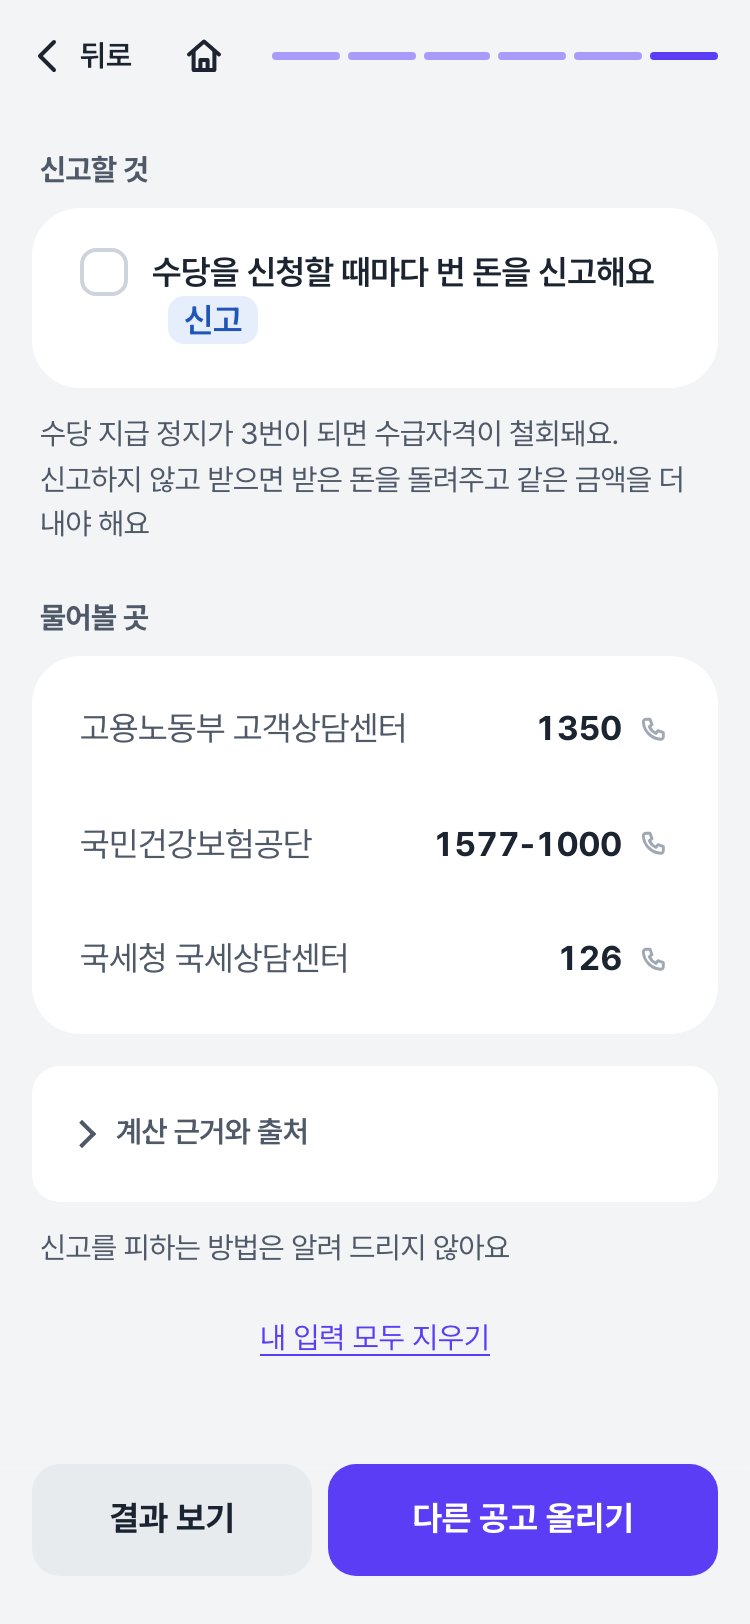 뒤로
신고할 것
수당을 신청할 때마다 번 돈을 신고해요
신고
수당 지급 정지가 3번이 되면 수급자격이 철회돼요.
신고하지 않고 받으면 받은 돈을 돌려주고 같은 금액을 더
내야 해요
물어볼 곳
고용노동부 고객상담센터 1350
국민건강보험공단 1577-1000
국세청 국세상담센터 126
계산 근거와 출처
신고를 피하는 방법은 알려 드리지 않아요
내 입력 모두 지우기
결과 보기 다른 공고 올리기